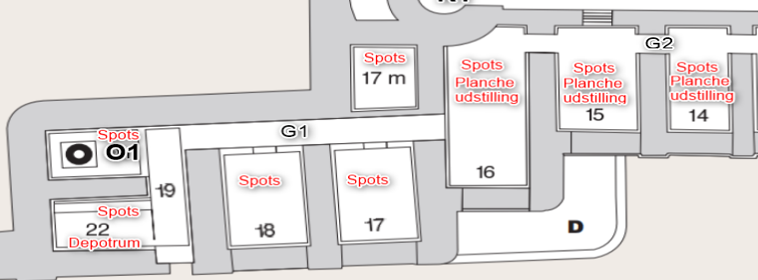 G2
Spots
17 m
Spots
Planche
udstilling
16
Spots
Planche
udstilling
15
Spots
Planche
udstilling
14
G1
Spots
O1
19
Spots
18
Spots
17
Spots
22
Depotrum
D